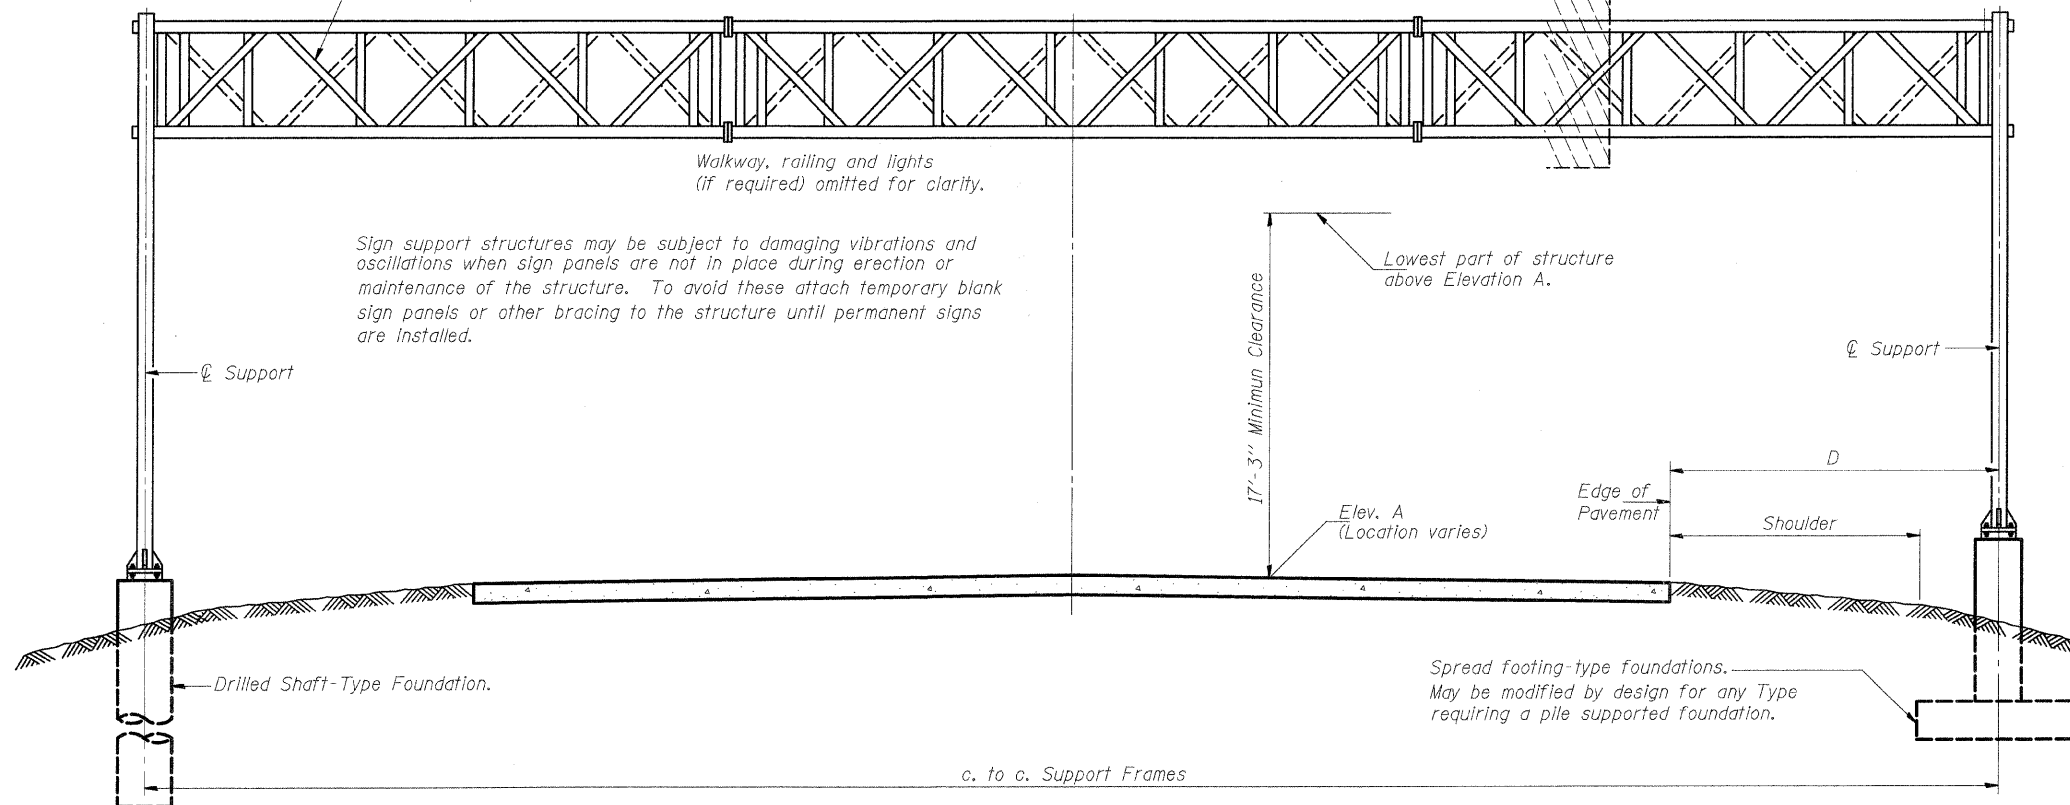 Walkway, railing and lights
(if required) omitted for clarity.
Sign support structures may be subject to damaging vibrations and
oscillations when sign panels are not in place during erection or
maintenance of the structure. To avoid these attach temporary blank
sign panels or other bracing to the structure until permanent signs
are installed.
Lowest part of structure
above Elevation A.
17'-3" Minimun Clearance
℄ Support
℄ Support
D
Edge of
Pavement
Shoulder
Elev. A
(Location varies)
Drilled Shaft-Type Foundation.
Spread footing-type foundations.
May be modified by design for any Type
requiring a pile supported foundation.
c. to c. Support Frames